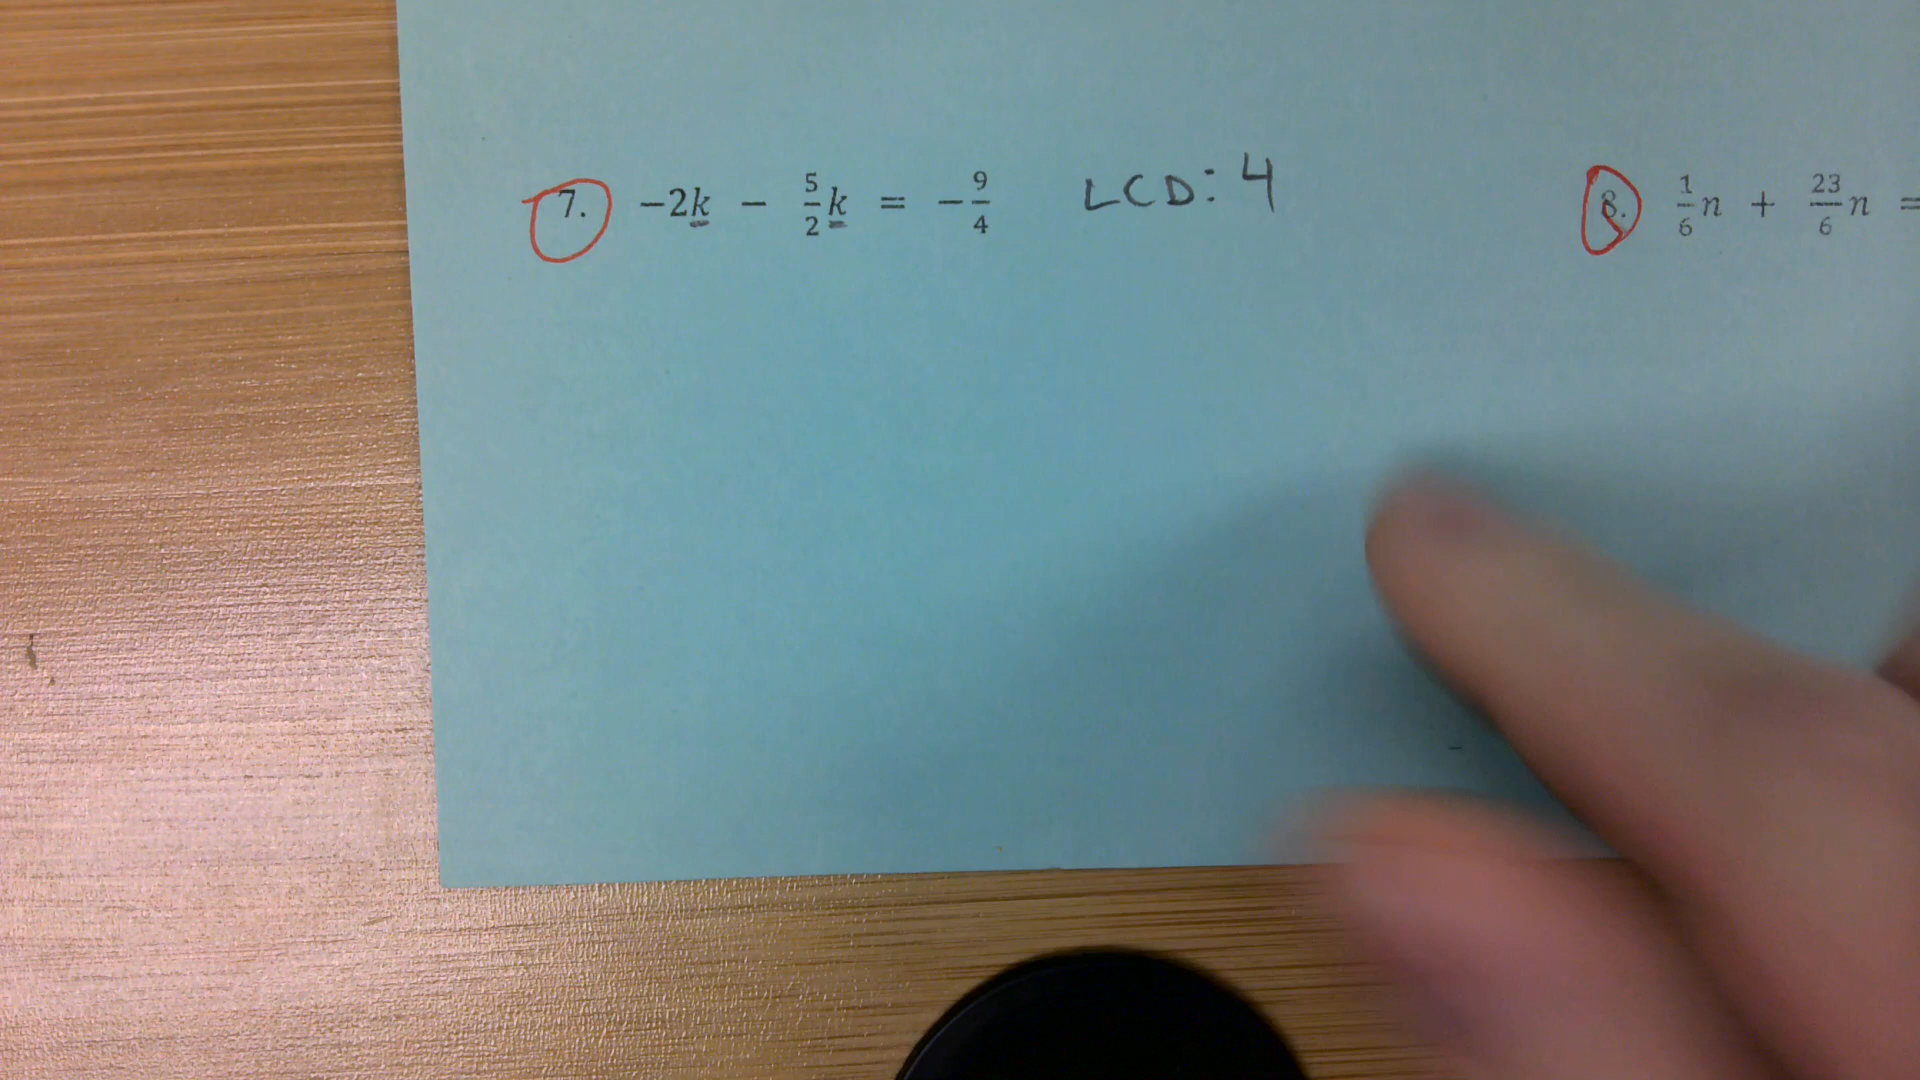 7. −2k − 5/2 k = −9/4 LCD: 4
8. 1/6 n + 23/6 n =